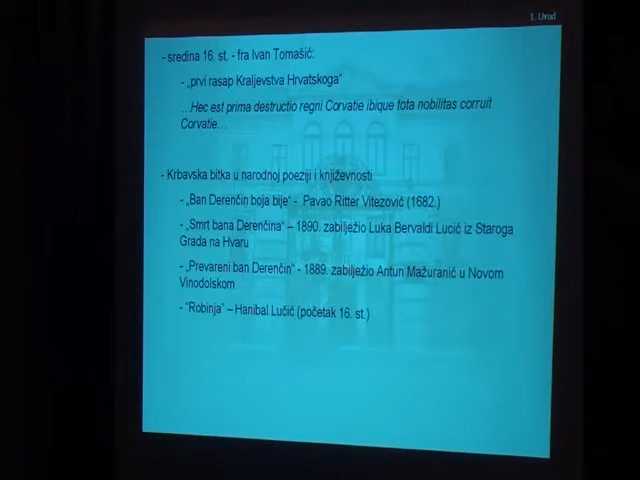 1. Uvod
- sredina 16. st. - fra Ivan Tomašić:
- „prvi rasap Kraljevstva Hrvatskoga“
...Hec est prima destructio regni Corvatie ibique tota nobilitas corruit
Corvatie...
- Krbavska bitka u narodnoj poeziji i književnosti
- „Ban Derenčin boja bije“ - Pavao Ritter Vitezović (1682.)
- „Smrt bana Derenčina“ – 1890. zabilježio Luka Bervaldi Lucić iz Staroga
Grada na Hvaru
- „Prevareni ban Derenčin“ - 1889. zabilježio Antun Mažuranić u Novom
Vinodolskom
- “Robinja” – Hanibal Lučić (početak 16. st.)